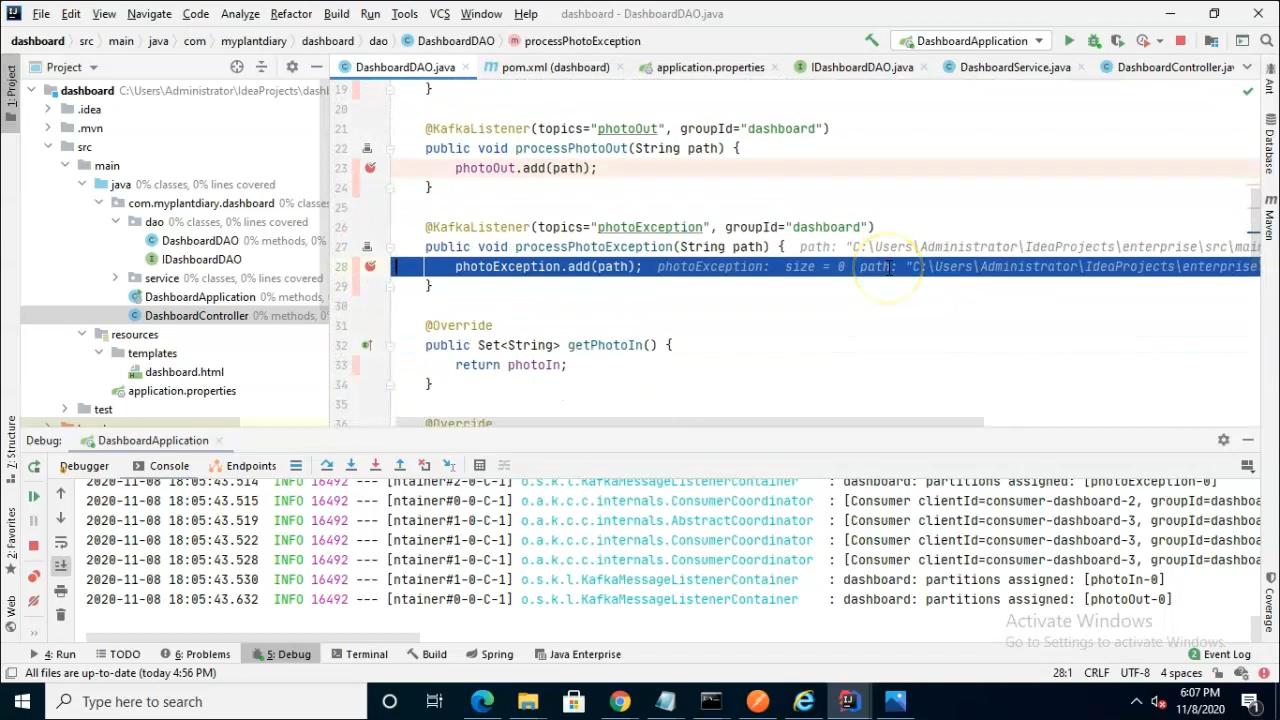 File Edit View Navigate Code Analyze Refactor Build Run Tools VCS Window Help dashboard - DashboardDAO.java
dashboard src main java com myplantdiary dashboard dao DashboardDAO processPhotoException DashboardApplication
Project
DashboardDAO.java pom.xml (dashboard) application.properties IDashboardDAO.java DashboardService.java DashboardController.java
1: Project
7: Structure
2: Favorites
Web
Ant
Database
Maven
Coverage
dashboard C:\Users\Administrator\IdeaProjects\dash
.idea
.mvn
src
main
java 0% classes, 0% lines covered
com.myplantdiary.dashboard 0% classes,
dao 0% classes, 0% lines covered
DashboardDAO 0% methods,
IDashboardDAO
service 0% classes, 0% lines covered
DashboardApplication 0% methods,
DashboardController 0% methods,
resources
templates
dashboard.html
application.properties
test
19 }
20
21 @KafkaListener(topics="photoOut", groupId="dashboard")
22 public void processPhotoOut(String path) {
23 photoOut.add(path);
24 }
25
26 @KafkaListener(topics="photoException", groupId="dashboard")
27 public void processPhotoException(String path) { path: "C:\Users\Administrator\IdeaProjects\enterprise\src\main
28 photoException.add(path); photoException: size = 0 path: "C:\Users\Administrator\IdeaProjects\enterprise
29 }
30
31 @Override
32 public Set<String> getPhotoIn() {
33 return photoIn;
34 }
35
36 @Override
Debug: DashboardApplication
Debugger Console Endpoints
2020-11-08 18:05:43.514 INFO 16492 --- [ntainer#2-0-C-1] o.s.k.l.KafkaMessageListenerContainer : dashboard: partitions assigned: [photoException-0]
2020-11-08 18:05:43.515 INFO 16492 --- [ntainer#0-0-C-1] o.a.k.c.c.internals.ConsumerCoordinator : [Consumer clientId=consumer-dashboard-2, groupId=dashboa
2020-11-08 18:05:43.519 INFO 16492 --- [ntainer#1-0-C-1] o.a.k.c.c.internals.AbstractCoordinator : [Consumer clientId=consumer-dashboard-3, groupId=dashboa
2020-11-08 18:05:43.522 INFO 16492 --- [ntainer#1-0-C-1] o.a.k.c.c.internals.ConsumerCoordinator : [Consumer clientId=consumer-dashboard-3, groupId=dashboa
2020-11-08 18:05:43.528 INFO 16492 --- [ntainer#1-0-C-1] o.a.k.c.c.internals.ConsumerCoordinator : [Consumer clientId=consumer-dashboard-3, groupId=dashboa
2020-11-08 18:05:43.530 INFO 16492 --- [ntainer#1-0-C-1] o.s.k.l.KafkaMessageListenerContainer : dashboard: partitions assigned: [photoIn-0]
2020-11-08 18:05:43.632 INFO 16492 --- [ntainer#0-0-C-1] o.s.k.l.KafkaMessageListenerContainer : dashboard: partitions assigned: [photoOut-0]
Activate Windows
Go to Settings to activate Windows.
4: Run TODO 6: Problems 5: Debug Terminal Build Spring Java Enterprise 2 Event Log
All files are up-to-date (today 4:56 PM) 28:1 CRLF UTF-8 4 spaces
Type here to search
6:07 PM
11/8/2020